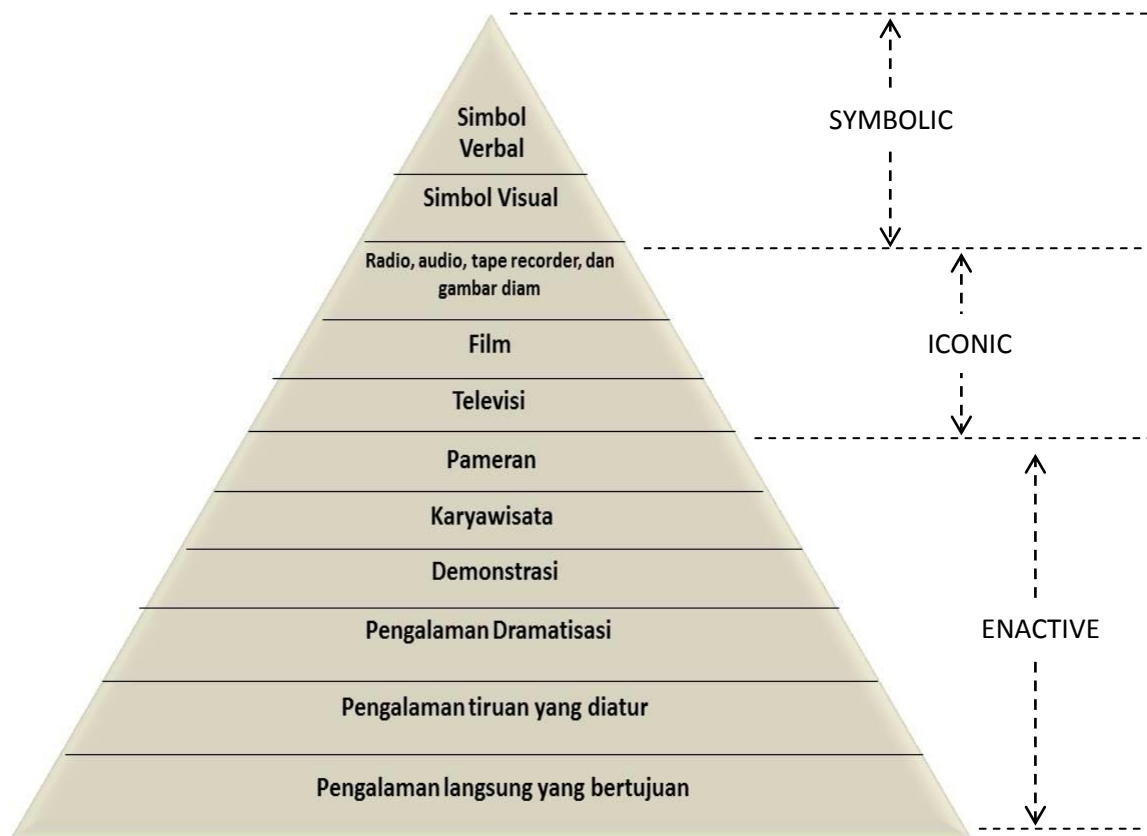 Simbol
Verbal
SYMBOLIC
Simbol Visual
Radio, audio, tape recorder, dan
gambar diam
Film
ICONIC
Televisi
Pameran
Karyawisata
Demonstrasi
Pengalaman Dramatisasi
ENACTIVE
Pengalaman tiruan yang diatur
Pengalaman langsung yang bertujuan